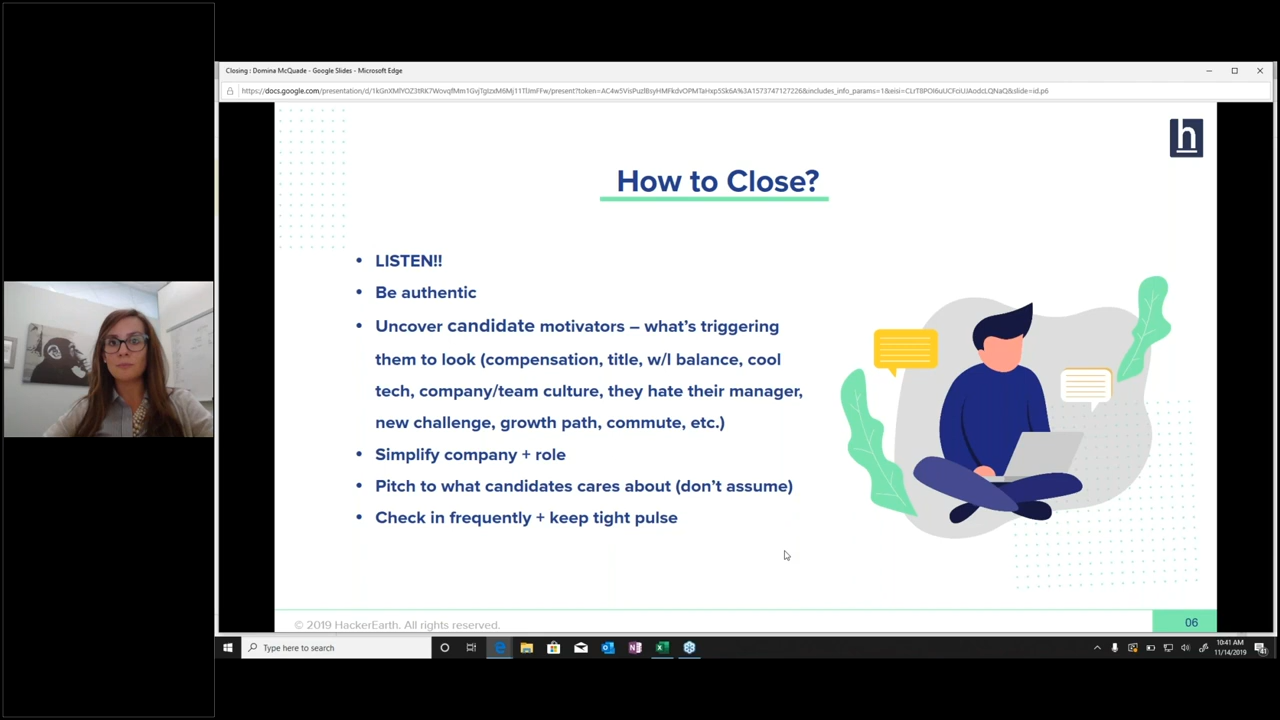 Closing : Domina McQuade - Google Slides - Microsoft Edge
h
How to Close?
• LISTEN!!
• Be authentic
• Uncover candidate motivators – what's triggering
them to look (compensation, title, w/l balance, cool
tech, company/team culture, they hate their manager,
new challenge, growth path, commute, etc.)
• Simplify company + role
• Pitch to what candidates cares about (don't assume)
• Check in frequently + keep tight pulse
© 2019 HackerEarth. All rights reserved.
06
Type here to search
10:41 AM
11/14/2019